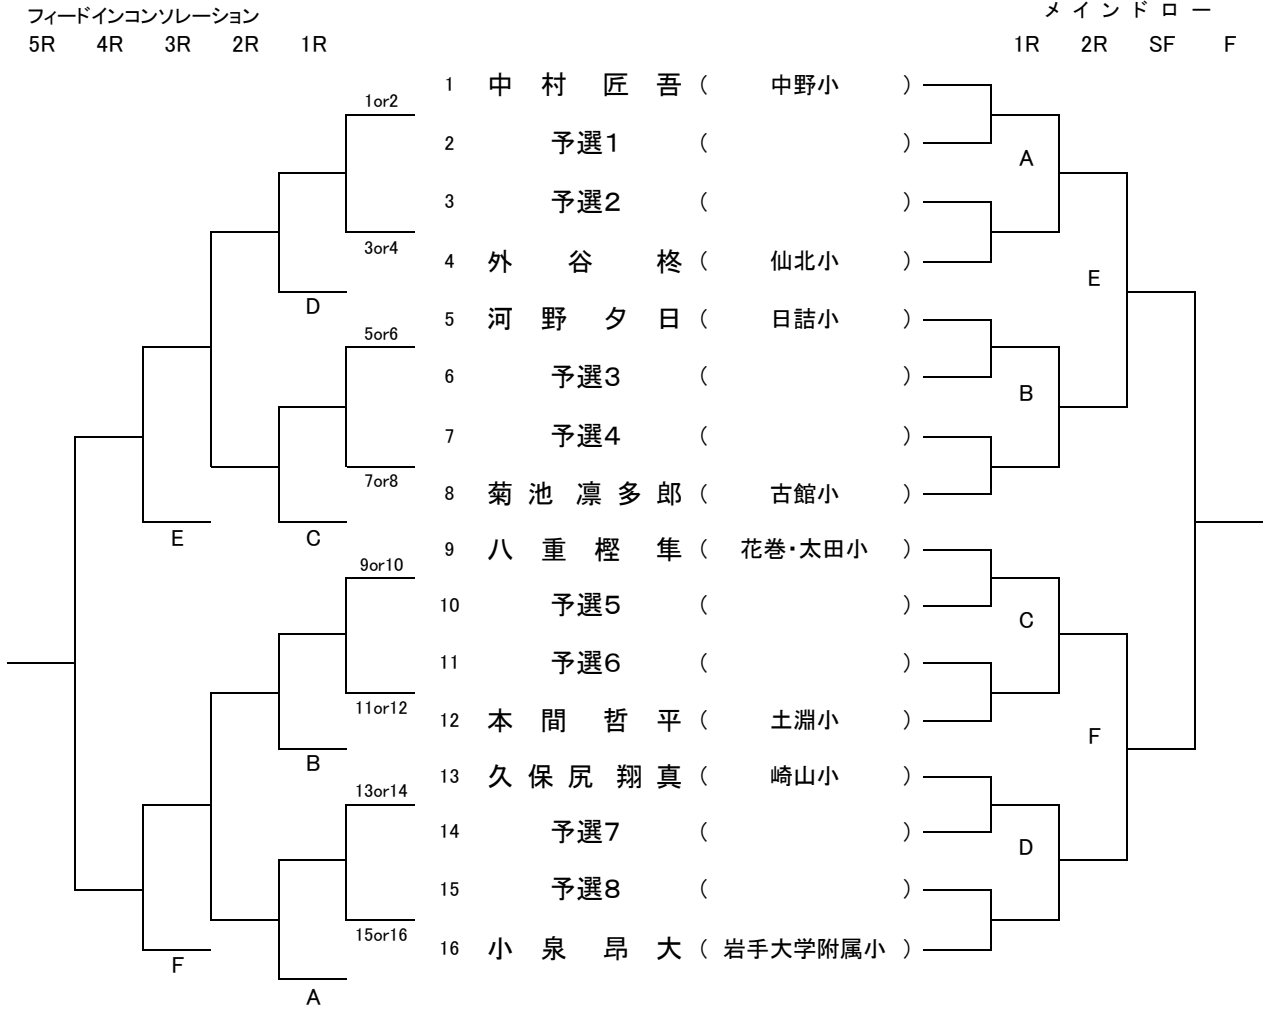 フィードインコンソレーション
メインドロー
5R 4R 3R 2R 1R
1R 2R SF F
1 中村 匠吾 ( 中野小 )
1or2
2 予選1 ( )
A
3 予選2 ( )
3or4
4 外谷 柊 ( 仙北小 )
E
D
5 河野 夕日 ( 日詰小 )
5or6
6 予選3 ( )
B
7 予選4 ( )
7or8
8 菊池 凛多郎 ( 古館小 )
E C
9 八重樫 隼 ( 花巻・太田小 )
9or10
10 予選5 ( )
C
11 予選6 ( )
11or12
12 本間 哲平 ( 土淵小 )
F
B
13 久保尻 翔真 ( 崎山小 )
13or14
14 予選7 ( )
D
15 予選8 ( )
15or16
16 小泉 昂大 ( 岩手大学附属小 )
F
A